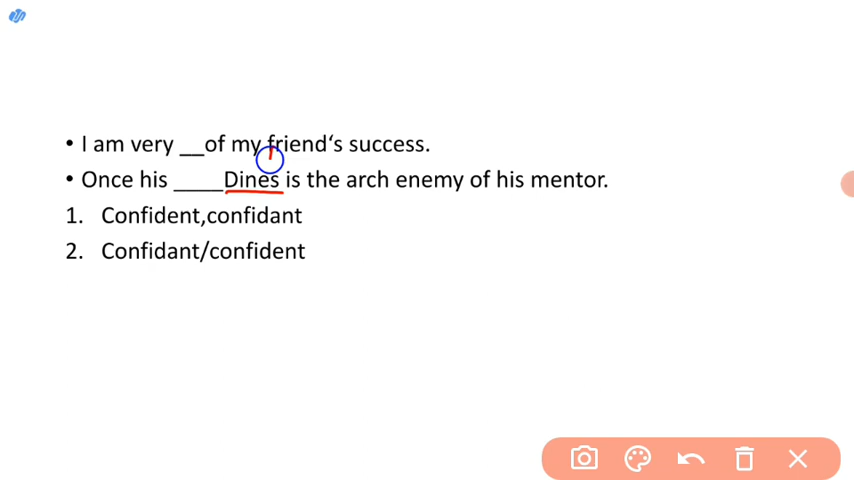 • I am very __of my friend‘s success.
• Once his ____Dines is the arch enemy of his mentor.
1. Confident,confidant
2. Confidant/confident